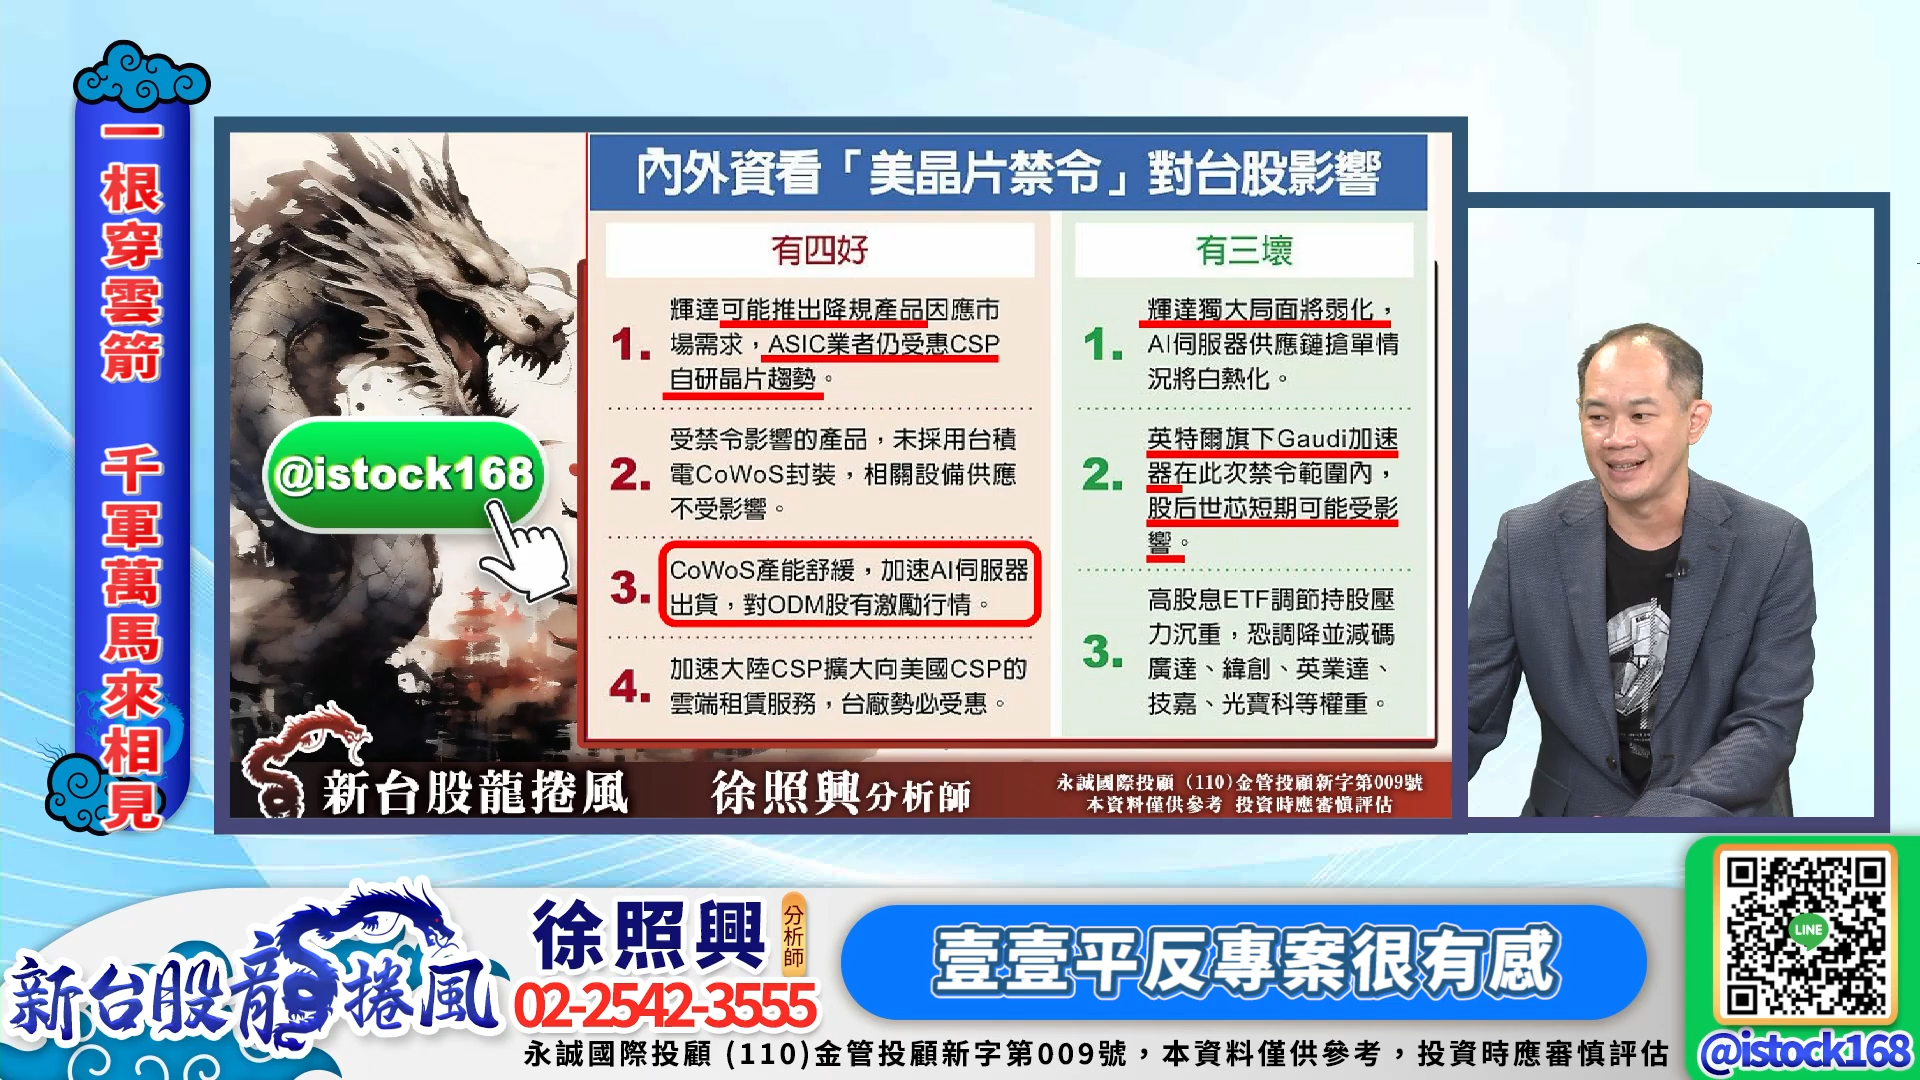 一根穿雲箭 千軍萬馬來相見
內外資看「美晶片禁令」對台股影響
有四好
1. 輝達可能推出降規產品因應市
場需求，ASIC業者仍受惠CSP
自研晶片趨勢。
2. 受禁令影響的產品，未採用台積
電CoWoS封裝，相關設備供應
不受影響。
3. CoWoS產能舒緩，加速AI伺服器
出貨，對ODM股有激勵行情。
4. 加速大陸CSP擴大向美國CSP的
雲端租賃服務，台廠勢必受惠。
有三壞
1. 輝達獨大局面將弱化，
AI伺服器供應鏈搶單情
況將白熱化。
2. 英特爾旗下Gaudi加速
器在此次禁令範圍內，
股后世芯短期可能受影
響。
3. 高股息ETF調節持股壓
力沉重，恐調降並減碼
廣達、緯創、英業達、
技嘉、光寶科等權重。
@istock168
新台股龍捲風 徐照興分析師
永誠國際投顧 (110)金管投顧新字第009號
本資料僅供參考 投資時應審慎評估
新台股龍捲風
徐照興
分析師
02-2542-3555
壹壹平反專案很有感
LINE
@istock168
永誠國際投顧 (110)金管投顧新字第009號，本資料僅供參考，投資時應審慎評估